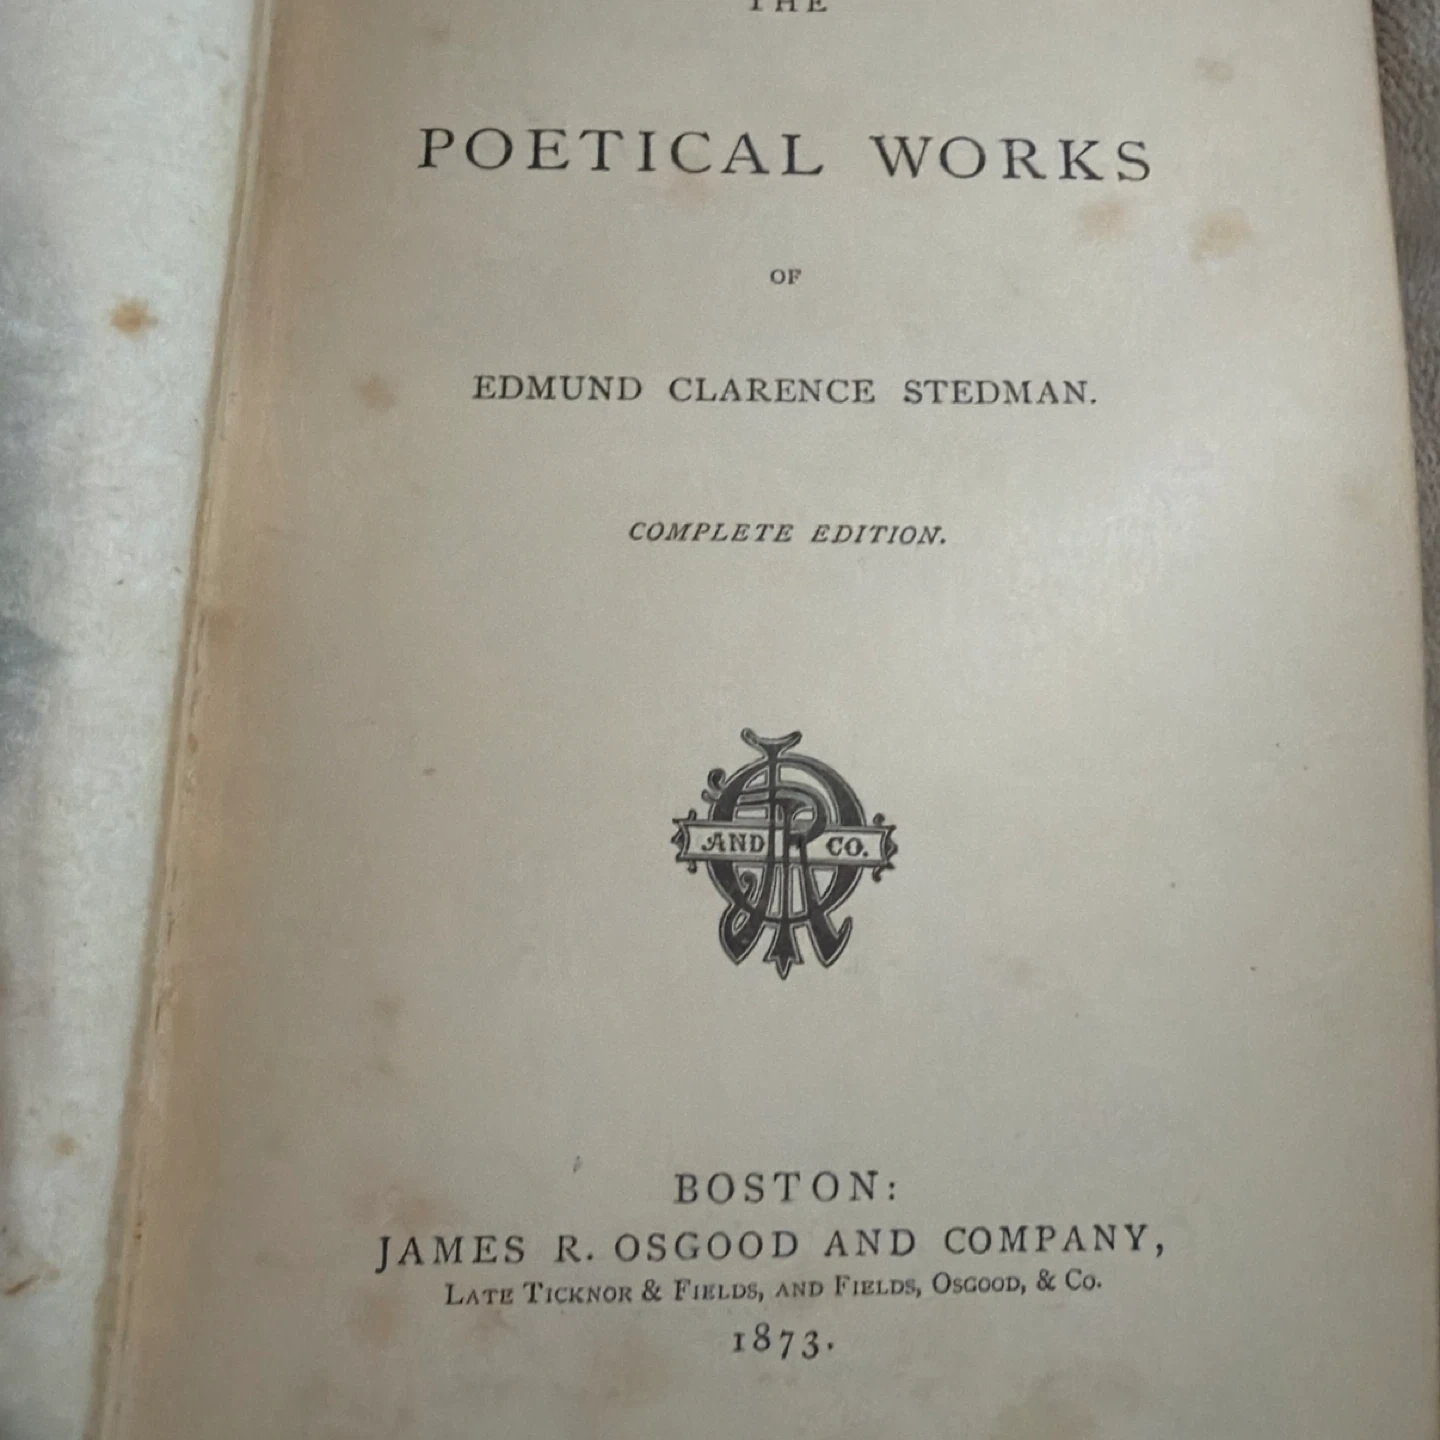 THE
POETICAL WORKS
OF
EDMUND CLARENCE STEDMAN.
COMPLETE EDITION.
AND CO.
BOSTON:
JAMES R. OSGOOD AND COMPANY,
LATE TICKNOR & FIELDS, AND FIELDS, OSGOOD, & CO.
1873.